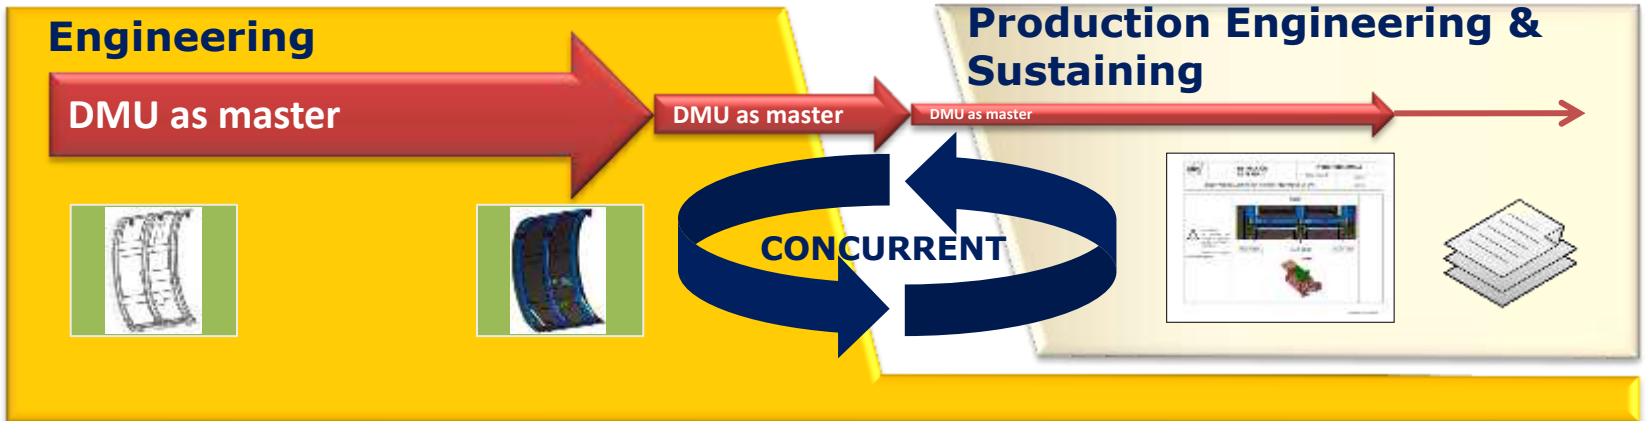 Engineering
Production Engineering &
Sustaining
DMU as master
DMU as master
DMU as master
CONCURRENT